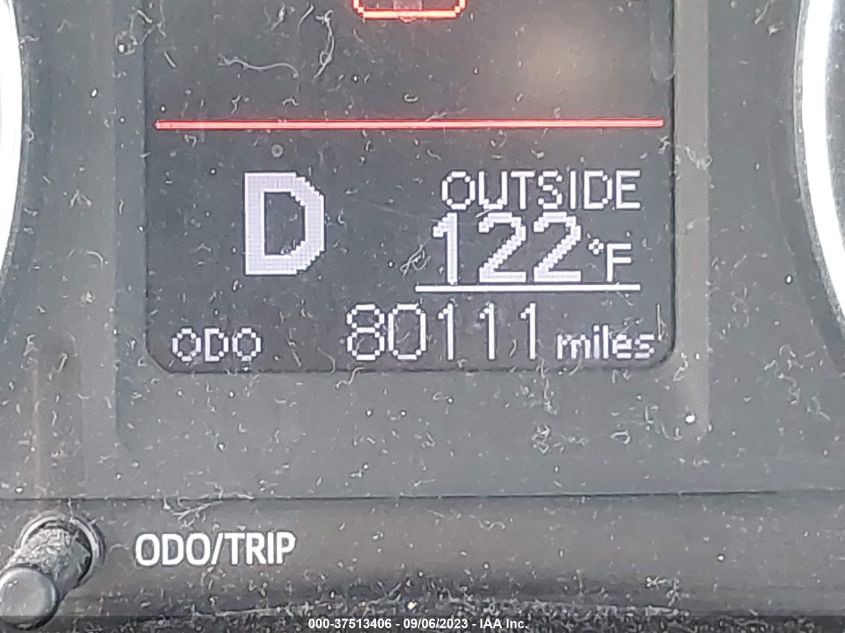 D
OUTSIDE
122°F
ODO 80111 miles
ODO/TRIP
000-37513406 - 09/06/2023 - IAA Inc.